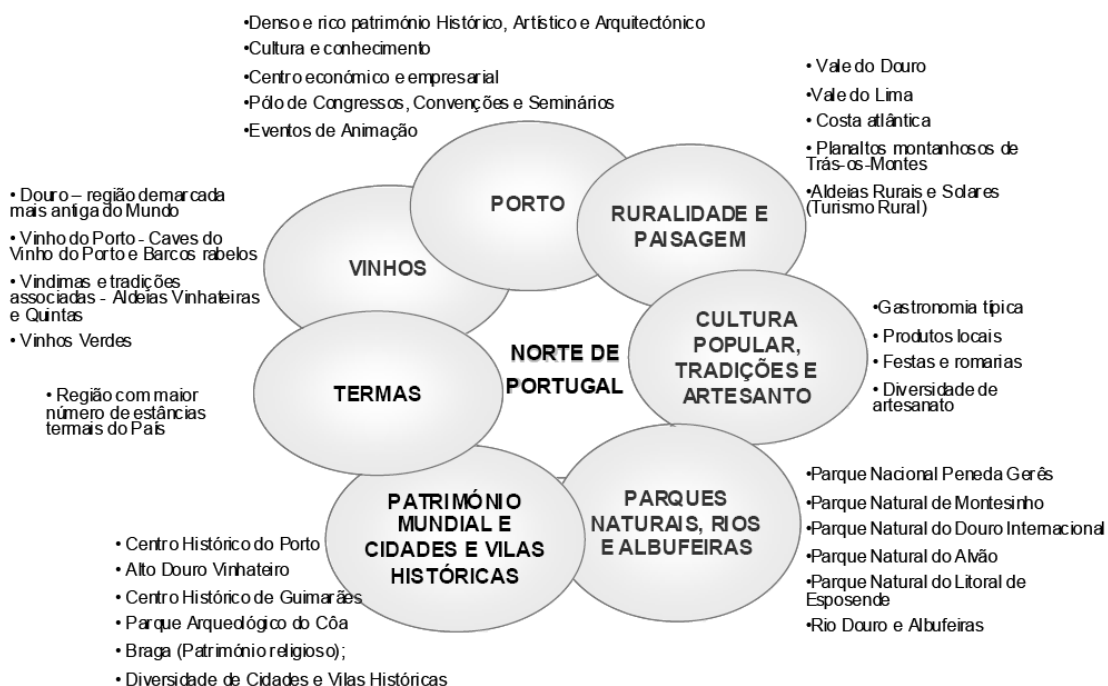 •Denso e rico património Histórico, Artístico e Arquitectónico
•Cultura e conhecimento
•Centro económico e empresarial
•Pólo de Congressos, Convenções e Seminários
•Eventos de Animação
PORTO
• Vale do Douro
•Vale do Lima
• Costa atlântica
• Planaltos montanhosos de
Trás-os-Montes
•Aldeias Rurais e Solares
(Turismo Rural)
RURALIDADE E
PAISAGEM
• Douro – região demarcada
mais antiga do Mundo
• Vinho do Porto - Caves do
Vinho do Porto e Barcos rabelos
• Vindimas e tradições
associadas - Aldeias Vinhateiras
e Quintas
• Vinhos Verdes
VINHOS
CULTURA
POPULAR,
TRADIÇÕES E
ARTESANTO
• Gastronomia típica
• Produtos locais
• Festas e romarias
• Diversidade de
artesanato
NORTE DE
PORTUGAL
TERMAS
• Região com maior
número de estâncias
termais do País
PATRIMÓNIO
MUNDIAL E
CIDADES E VILAS
HISTÓRICAS
PARQUES
NATURAIS, RIOS
E ALBUFEIRAS
•Parque Nacional Peneda Gerês
•Parque Natural de Montesinho
•Parque Natural do Douro Internacional
•Parque Natural do Alvão
•Parque Natural do Litoral de
Esposende
•Rio Douro e Albufeiras
• Centro Histórico do Porto
• Alto Douro Vinhateiro
• Centro Histórico de Guimarães
• Parque Arqueológico do Côa
• Braga (Património religioso);
• Diversidade de Cidades e Vilas Históricas